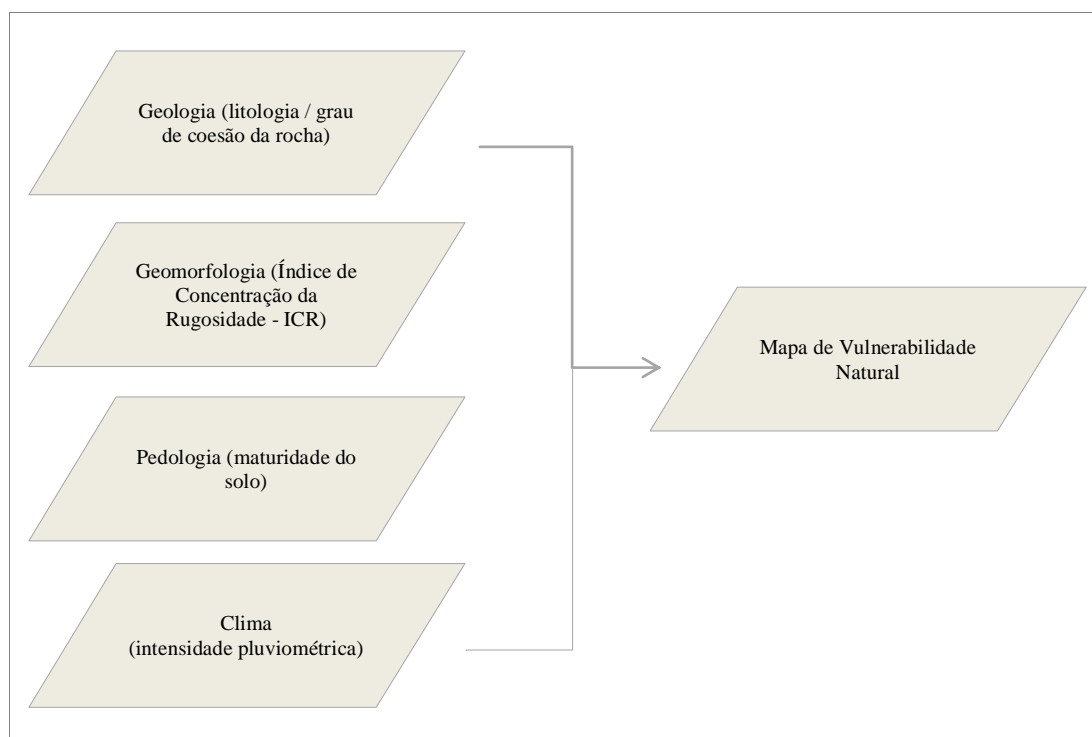 Geologia (litologia / grau
de coesão da rocha)
Geomorfologia (Índice de
Concentração da
Rugosidade - ICR)
Pedologia (maturidade do
solo)
Clima
(intensidade pluviométrica)
Mapa de Vulnerabilidade
Natural